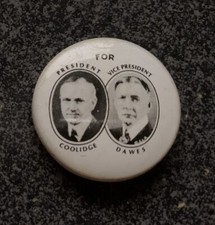 FOR
PRESIDENT
VICE PRESIDENT
COOLIDGE
DAWES